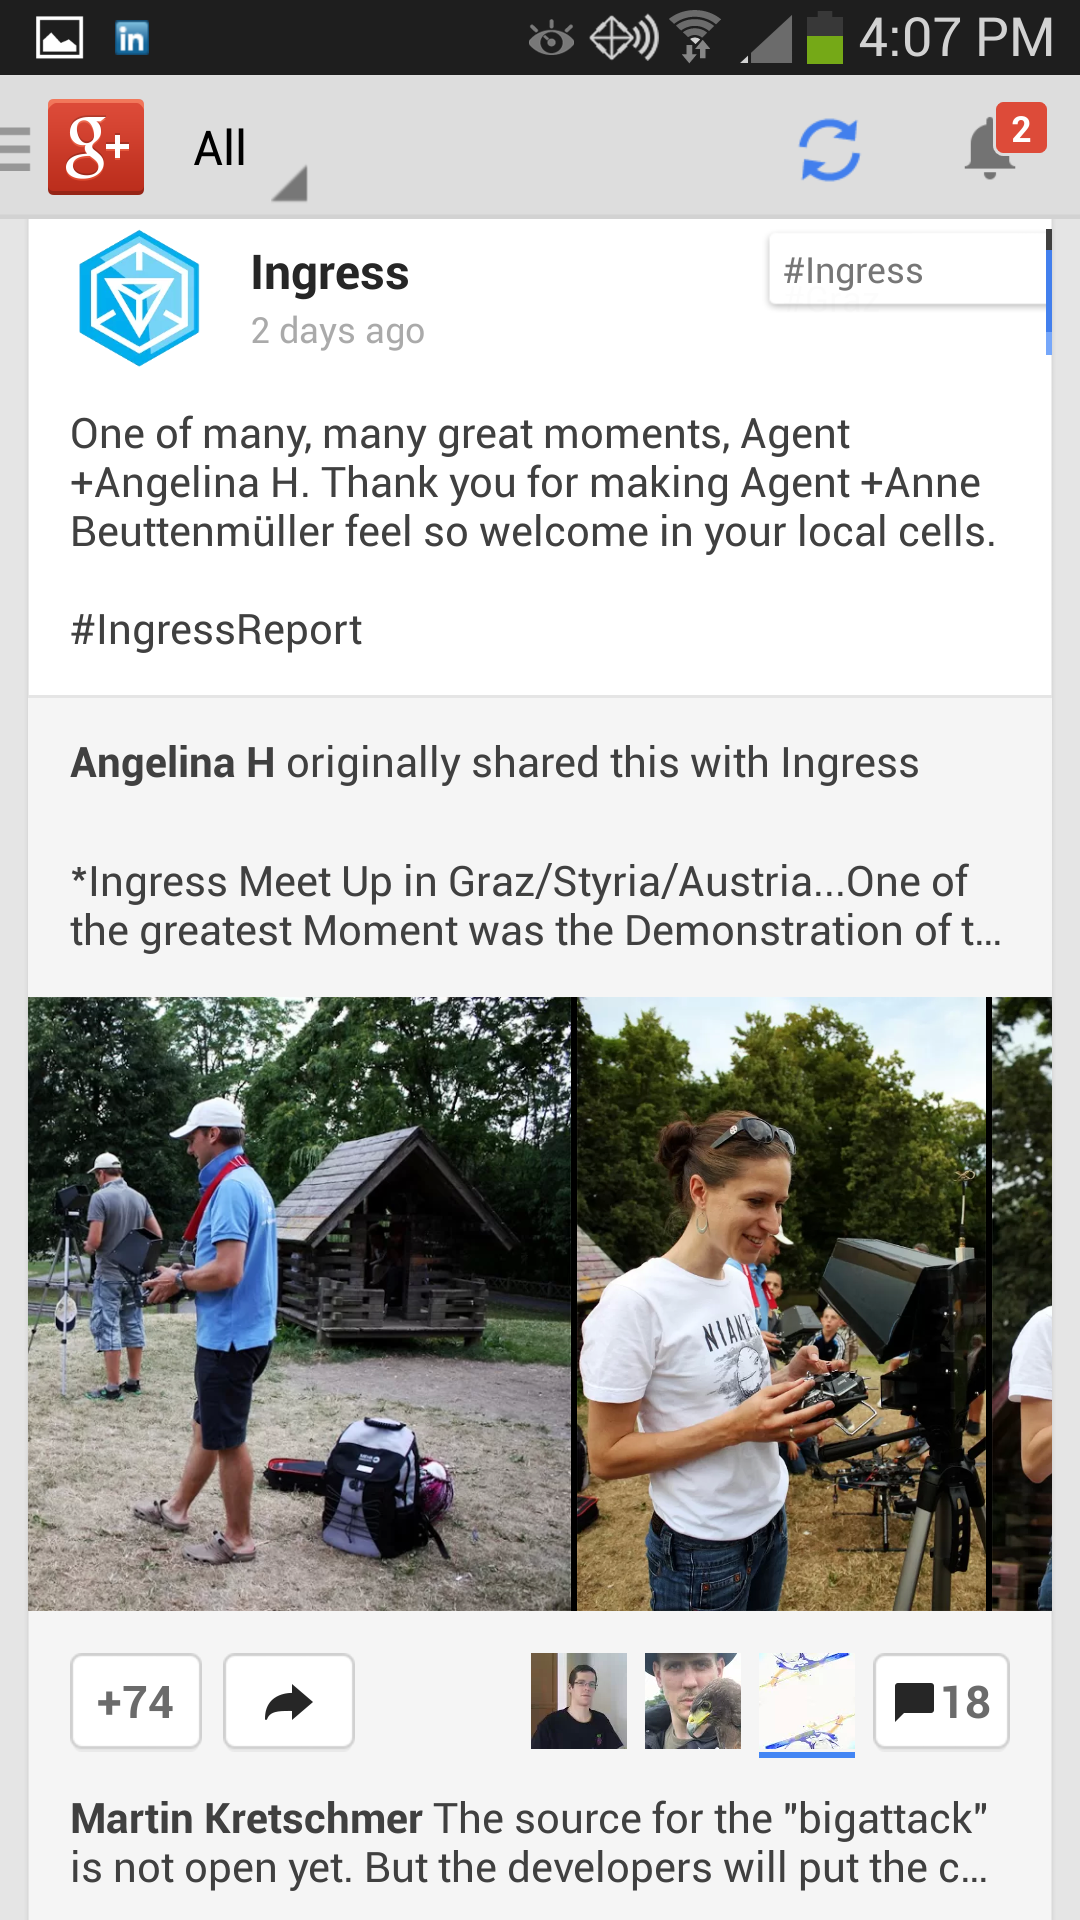 in
4:07 PM
g+
All
2
Ingress
#Ingress
2 days ago
One of many, many great moments, Agent
+Angelina H. Thank you for making Agent +Anne
Beuttenmüller feel so welcome in your local cells.
#IngressReport
Angelina H originally shared this with Ingress
*Ingress Meet Up in Graz/Styria/Austria...One of
the greatest Moment was the Demonstration of t...
NIANT
+74
18
Martin Kretschmer The source for the "bigattack"
is not open yet. But the developers will put the c...